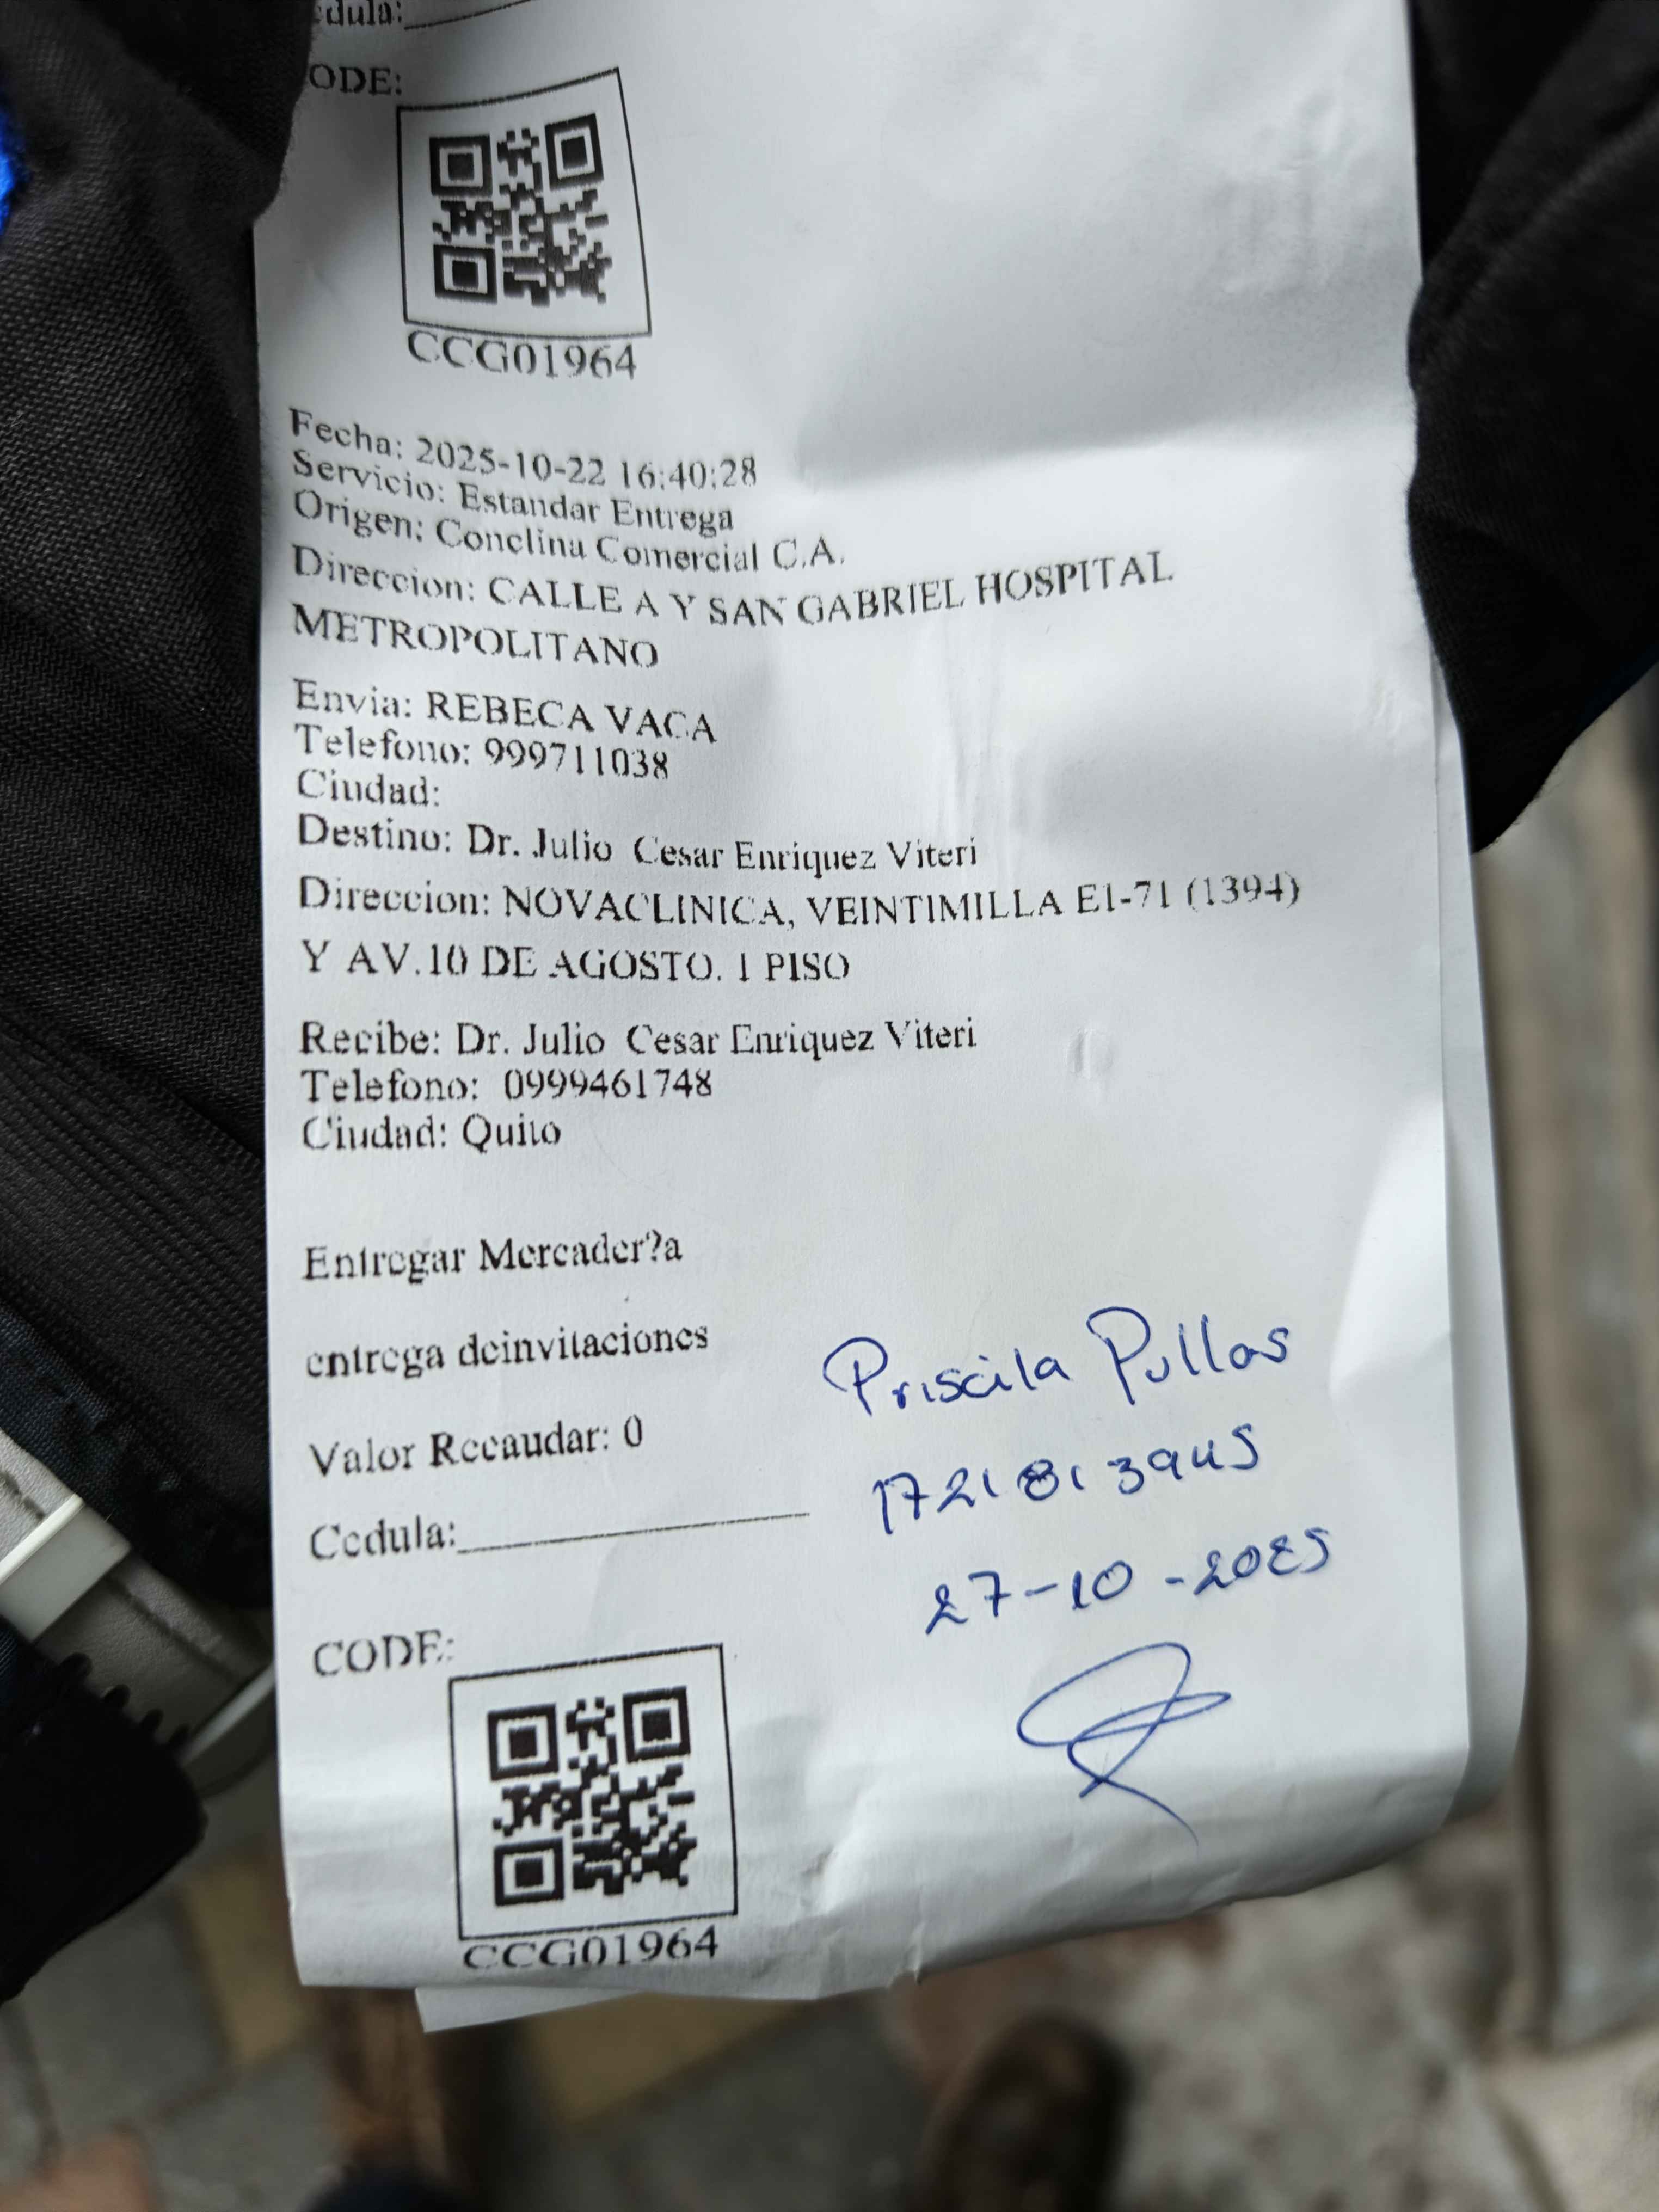 edula:
ODE:
CCG01964
Fecha: 2025-10-22 16:40:28
Servicio: Estandar Entrega
Origen: Conclina Comercial C.A.
Direccion: CALLE A Y SAN GABRIEL HOSPITAL
METROPOLITANO
Envia: REBECA VACA
Telefono: 999711038
Ciudad:
Destino: Dr. Julio Cesar Enriquez Viteri
Direccion: NOVACLINICA, VEINTIMILLA E1-71 (1394)
Y AV.10 DE AGOSTO. 1 PISO
Recibe: Dr. Julio Cesar Enriquez Viteri
Telefono: 0999461748
Ciudad: Quito
Entregar Mercader?a
entrega deinvitaciones
Valor Recaudar: 0
Priscila Pullas
1721813945
Cedula:
27-10-2025
CODE:
CCG01964